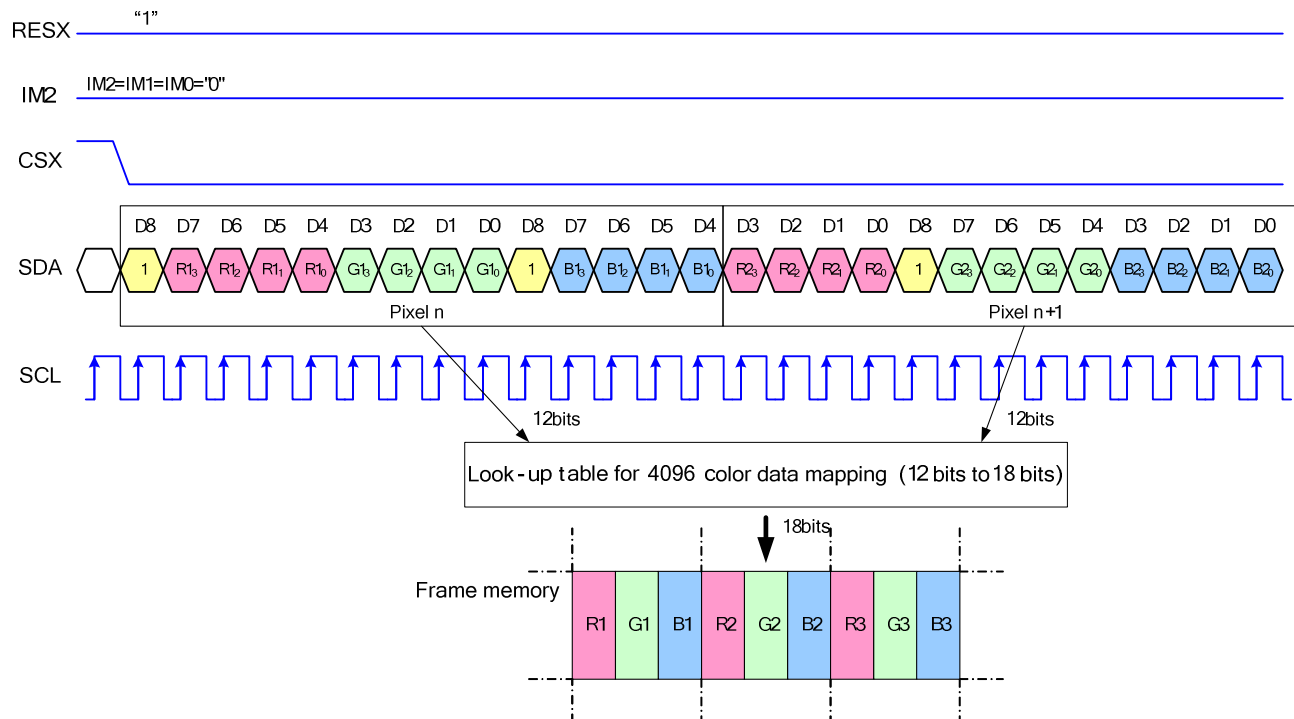 “1”
RESX
IM2=IM1=IM0="0"
IM2
CSX
D8 D7 D6 D5 D4 D3 D2 D1 D0 D8 D7 D6 D5 D4 D3 D2 D1 D0 D8 D7 D6 D5 D4 D3 D2 D1 D0
SDA 1 R13 R12 R11 R10 G13 G12 G11 G10 1 B13 B12 B11 B10 R23 R22 R21 R20 1 G23 G22 G21 G20 B23 B22 B21 B20
Pixel n Pixel n+1
SCL
12bits 12bits
Look-up table for 4096 color data mapping (12 bits to 18 bits)
18bits
Frame memory
R1 G1 B1 R2 G2 B2 R3 G3 B3